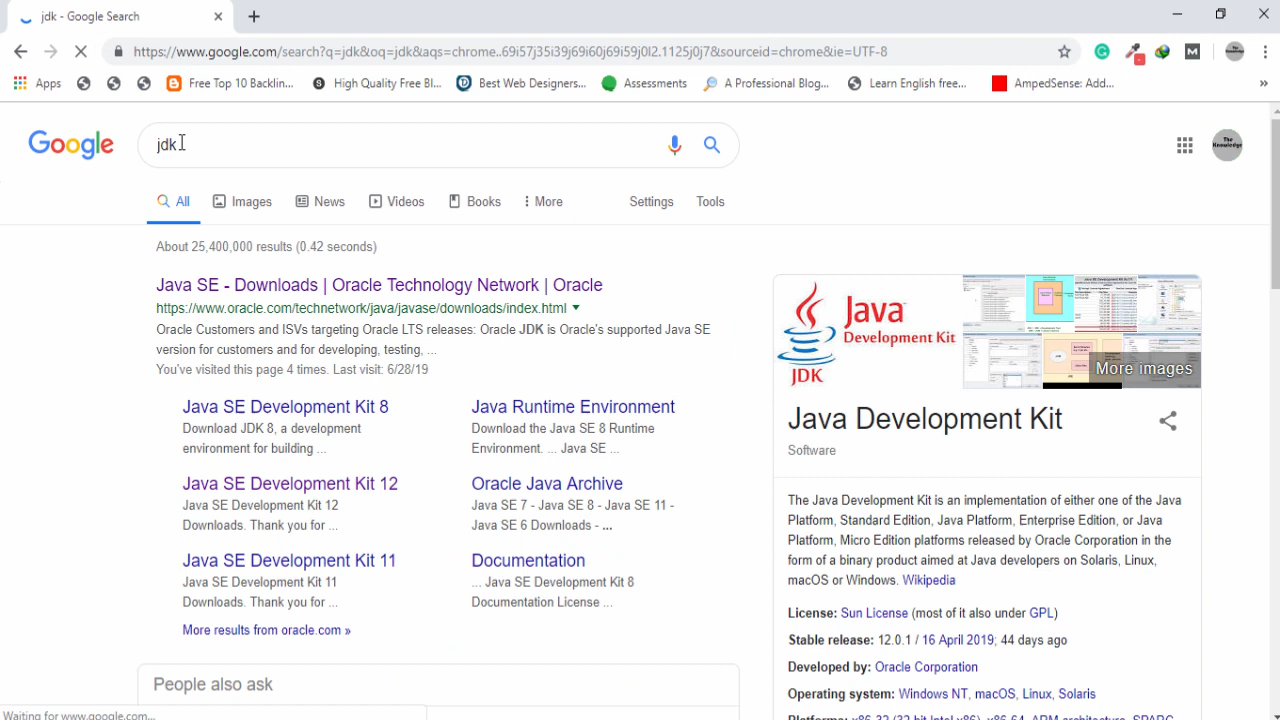 jdk - Google Search
https://www.google.com/search?q=jdk&oq=jdk&aqs=chrome..69i57j35i39j69i60j69i59j0l2.1125j0j7&sourceid=chrome&ie=UTF-8
Apps Free Top 10 Backlin... High Quality Free Bl... Best Web Designers... Assessments A Professional Blog... Learn English free... AmpedSense: Add... »
Google jdk
The Knowledge
All Images News Videos Books More Settings Tools
About 25,400,000 results (0.42 seconds)
Java SE - Downloads | Oracle Technology Network | Oracle
https://www.oracle.com/technetwork/java/javase/downloads/index.html
Oracle Customers and ISVs targeting Oracle LTS Releases: Oracle JDK is Oracle's supported Java SE
version for customers and for developing, testing, ...
You've visited this page 4 times. Last visit: 6/28/19
Java SE Development Kit 8
Download JDK 8, a development
environment for building ...
Java Runtime Environment
Download the Java SE 8 Runtime
Environment. ... Java SE ...
Java SE Development Kit 12
Java SE Development Kit 12
Downloads. Thank you for ...
Oracle Java Archive
Java SE 7 - Java SE 8 - Java SE 11 -
Java SE 6 Downloads - ...
Java SE Development Kit 11
Java SE Development Kit 11
Downloads. Thank you for ...
Documentation
... Java SE Development Kit 8
Documentation License ...
More results from oracle.com »
People also ask
Waiting for www.google.com...
Java
Development Kit
JDK
More images
Java Development Kit
Software
The Java Development Kit is an implementation of either one of the Java
Platform, Standard Edition, Java Platform, Enterprise Edition, or Java
Platform, Micro Edition platforms released by Oracle Corporation in the
form of a binary product aimed at Java developers on Solaris, Linux,
macOS or Windows. Wikipedia
License: Sun License (most of it also under GPL)
Stable release: 12.0.1 / 16 April 2019; 44 days ago
Developed by: Oracle Corporation
Operating system: Windows NT, macOS, Linux, Solaris
Platforms: x86-32 (32 bit Intel x86), x86-64, ARM architecture, SPARC